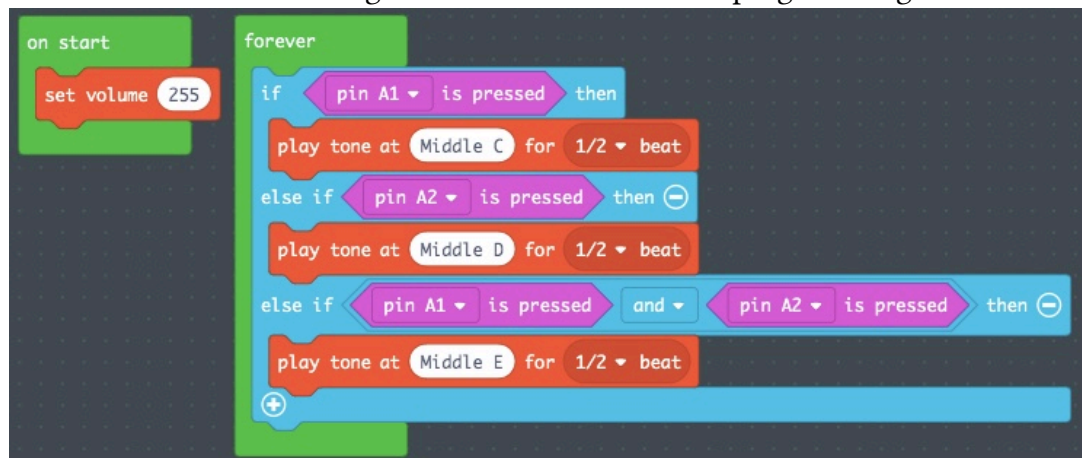 on start
set volume 255
forever
if pin A1 is pressed then
play tone at Middle C for 1/2 beat
else if pin A2 is pressed then
play tone at Middle D for 1/2 beat
else if pin A1 is pressed and pin A2 is pressed then
play tone at Middle E for 1/2 beat